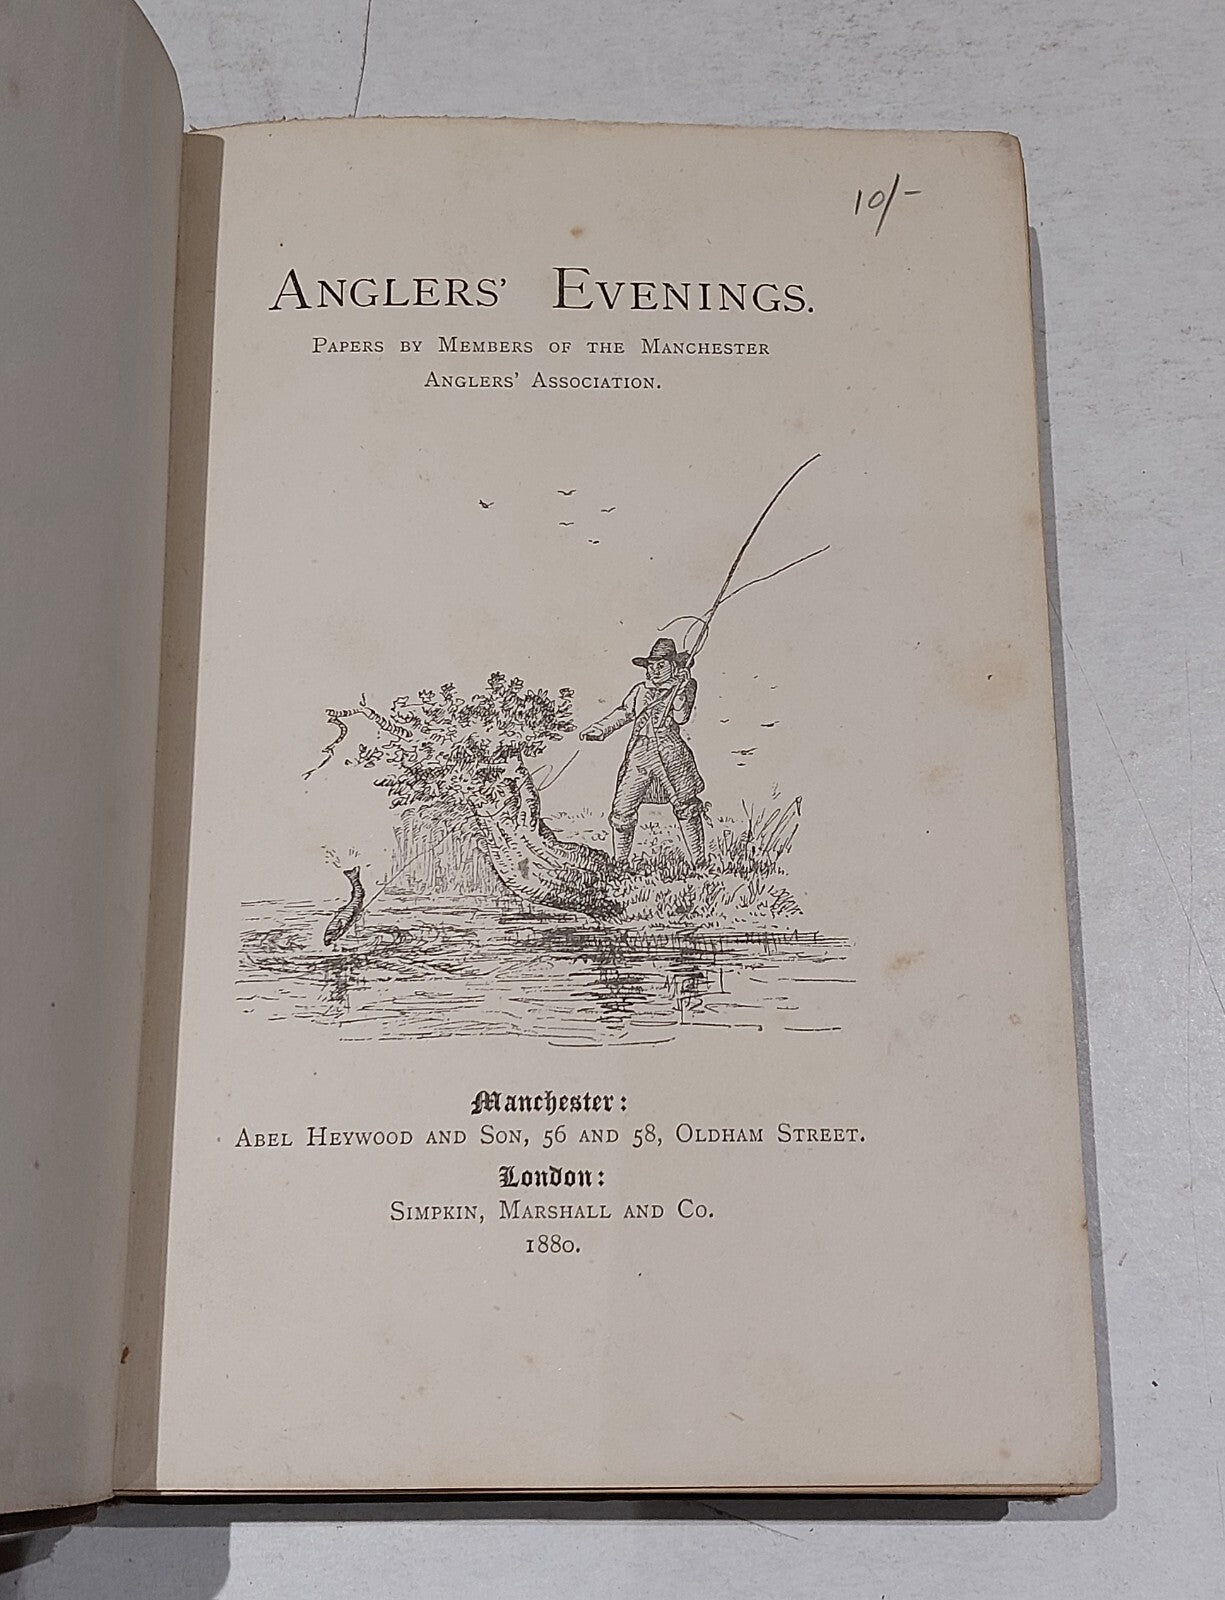 10/-
ANGLERS' EVENINGS.
PAPERS BY MEMBERS OF THE MANCHESTER
ANGLERS' ASSOCIATION.
Manchester:
ABEL HEYWOOD AND SON, 56 AND 58, OLDHAM STREET.
London:
SIMPKIN, MARSHALL AND CO.
1880.